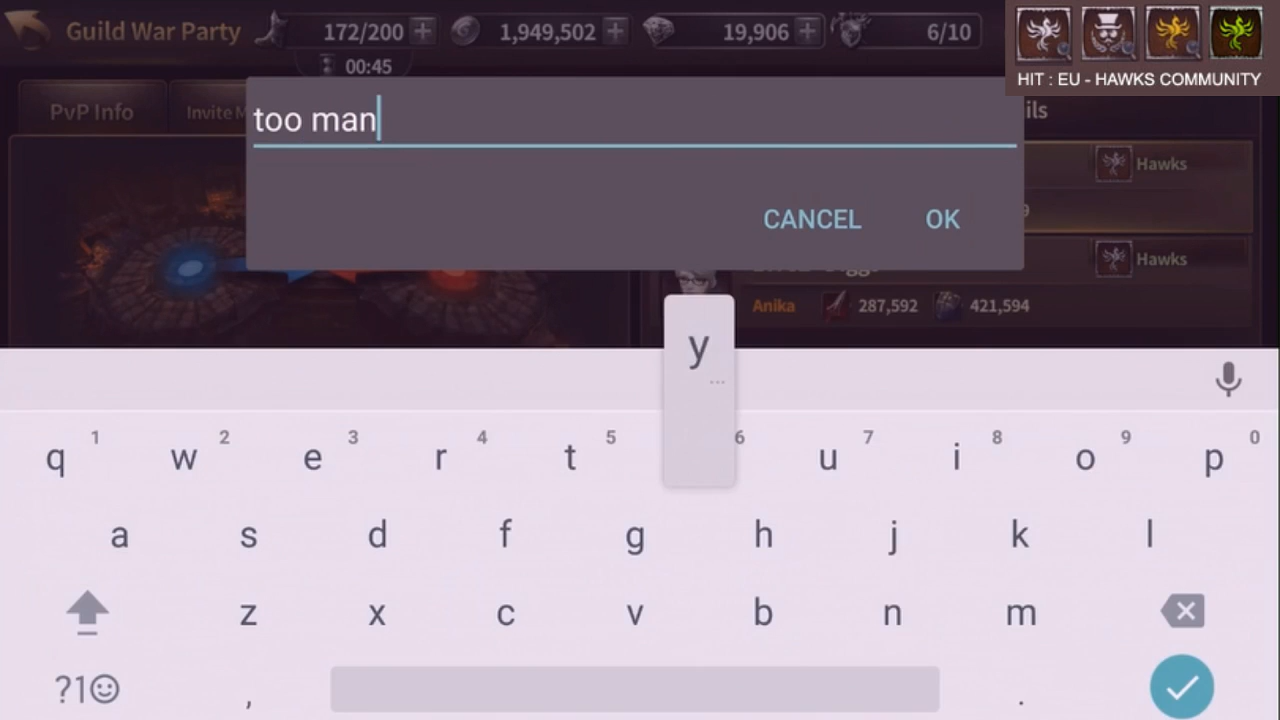 Guild War Party 172/200 + 1,949,502 + 19,906 + 6/10
00:45
HIT : EU - HAWKS COMMUNITY
PvP Info
Invite M
ils
too man
CANCEL OK
Hawks
9
Hawks
Anika 287,592 421,594
y
...
q 1 w 2 e 3 r 4 t 5 6 u 7 i 8 o 9 p 0
a s d f g h j k l
z x c v b n m
?1☺ , .